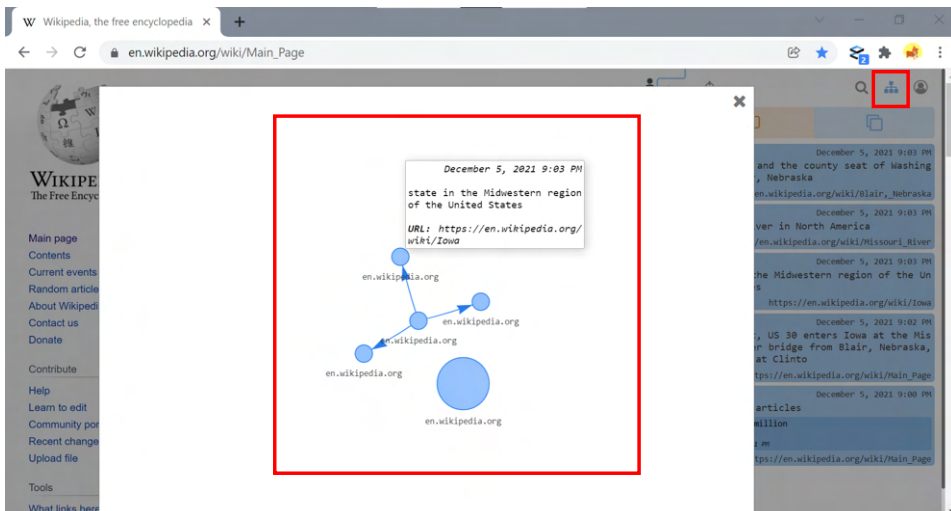 W Wikipedia, the free encyclopedia
en.wikipedia.org/wiki/Main_Page
2
WIKIPE
The Free Encyc
Main page
Contents
Current events
Random article
About Wikipedi
Contact us
Donate
Contribute
Help
Learn to edit
Community por
Recent change
Upload file
Tools
What links here
December 5, 2021 9:03 PM
state in the Midwestern region
of the United States
URL: https://en.wikipedia.org/
wiki/Iowa
en.wikipedia.org
en.wikipedia.org
en.wikipedia.org
en.wikipedia.org
en.wikipedia.org
December 5, 2021 9:03 PM
and the county seat of Washing
, Nebraska
en.wikipedia.org/wiki/Blair,_Nebraska
December 5, 2021 9:03 PM
ver in North America
/en.wikipedia.org/wiki/Missouri_River
December 5, 2021 9:03 PM
the Midwestern region of the Un
s
https://en.wikipedia.org/wiki/Iowa
December 5, 2021 9:02 PM
, US 30 enters Iowa at the Mis
r bridge from Blair, Nebraska,
at Clinto
tps://en.wikipedia.org/wiki/Main_Page
December 5, 2021 9:00 PM
articles
million
PM
tps://en.wikipedia.org/wiki/Main_Page